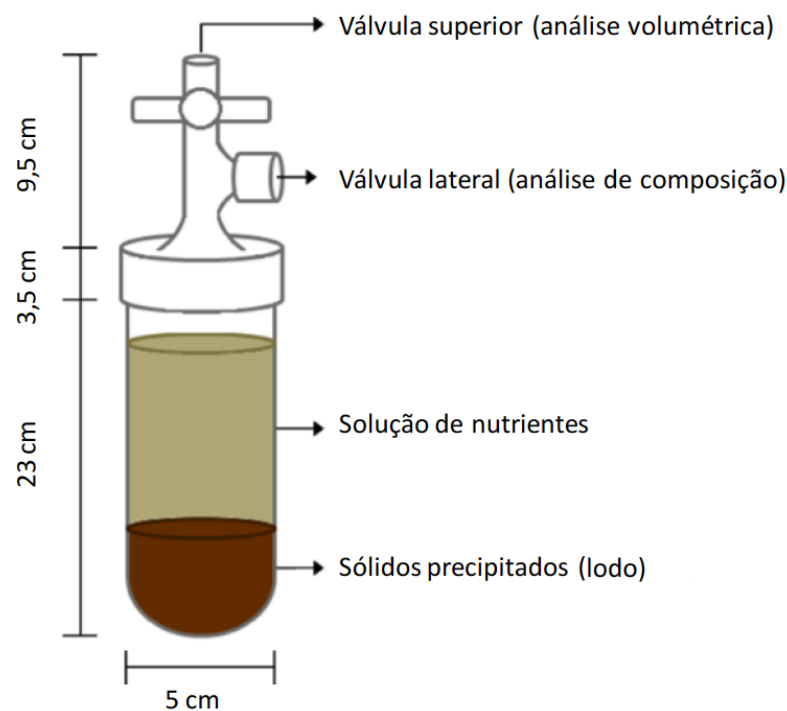 Válvula superior (análise volumétrica)
9,5 cm
Válvula lateral (análise de composição)
3,5 cm
Solução de nutrientes
23 cm
Sólidos precipitados (lodo)
5 cm